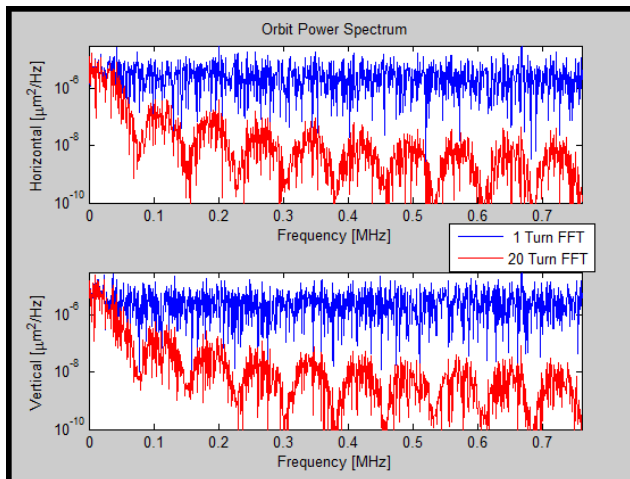 Orbit Power Spectrum
Horizontal [μm²/Hz]
10⁻⁶
10⁻⁸
10⁻¹⁰
0 0.1 0.2 0.3 0.4 0.5 0.6 0.7
Frequency [MHz]
1 Turn FFT
20 Turn FFT
Vertical [μm²/Hz]
10⁻⁶
10⁻⁸
10⁻¹⁰
0 0.1 0.2 0.3 0.4 0.5 0.6 0.7
Frequency [MHz]